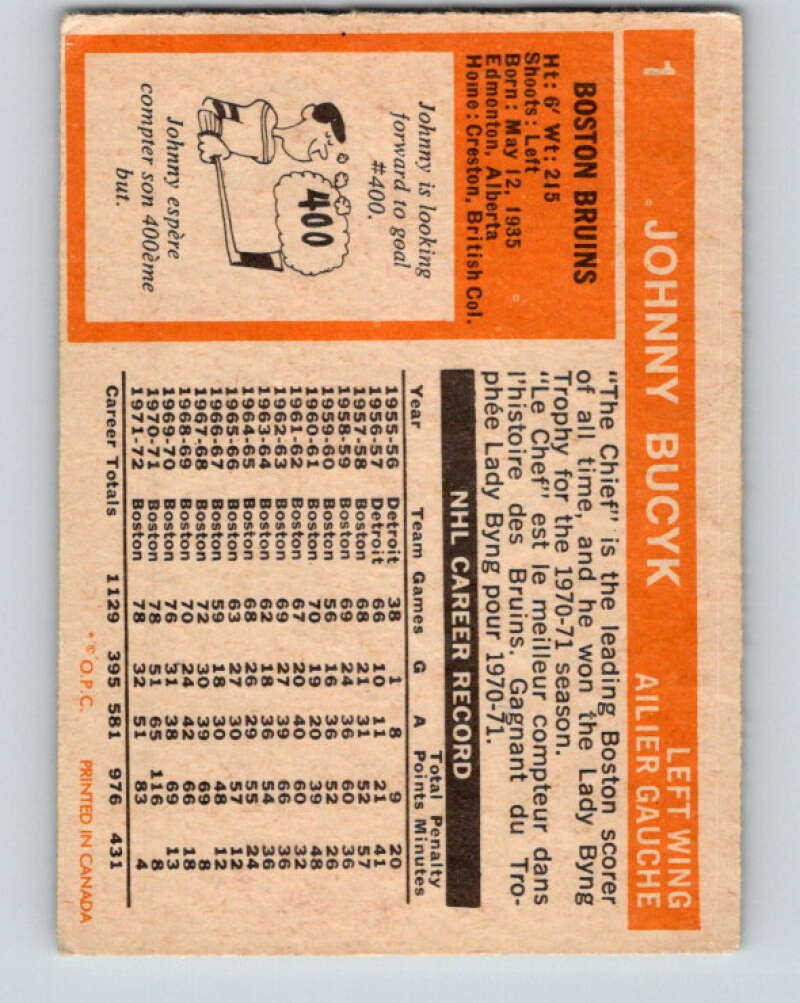 1 JOHNNY BUCYK LEFT WING
AILIER GAUCHE
BOSTON BRUINS
Ht: 6' Wt: 215
Shoots: Left
Born: May 12, 1935
Edmonton, Alberta
Home: Creston, British Col.
Johnny is looking
forward to goal
#400.
400
Johnny espère
compter son 400ème
but.
"The Chief" is the leading Boston scorer
of all time, and he won the Lady Byng
Trophy for the 1970-71 season.
"Le Chef" est le meilleur compteur dans
l'histoire des Bruins. Gagnant du Tro-
phée Lady Byng pour 1970-71.
NHL CAREER RECORD
Total Penalty
Year Team Games G A Points Minutes
1955-56 Detroit 38 1 8 9 20
1956-57 Detroit 66 10 11 21 41
1957-58 Boston 68 21 31 52 57
1958-59 Boston 69 24 36 60 36
1959-60 Boston 56 16 36 52 26
1960-61 Boston 70 19 20 39 48
1961-62 Boston 67 20 40 60 32
1962-63 Boston 69 27 39 66 36
1963-64 Boston 62 18 36 54 36
1964-65 Boston 68 26 29 55 24
1965-66 Boston 63 27 30 57 12
1966-67 Boston 59 18 30 48 12
1967-68 Boston 72 30 39 69 8
1968-69 Boston 70 24 42 66 18
1969-70 Boston 76 31 38 69 13
1970-71 Boston 78 51 65 116 8
1971-72 Boston 78 32 51 83 4
Career Totals 1129 395 581 976 431
* © O.P.C. PRINTED IN CANADA